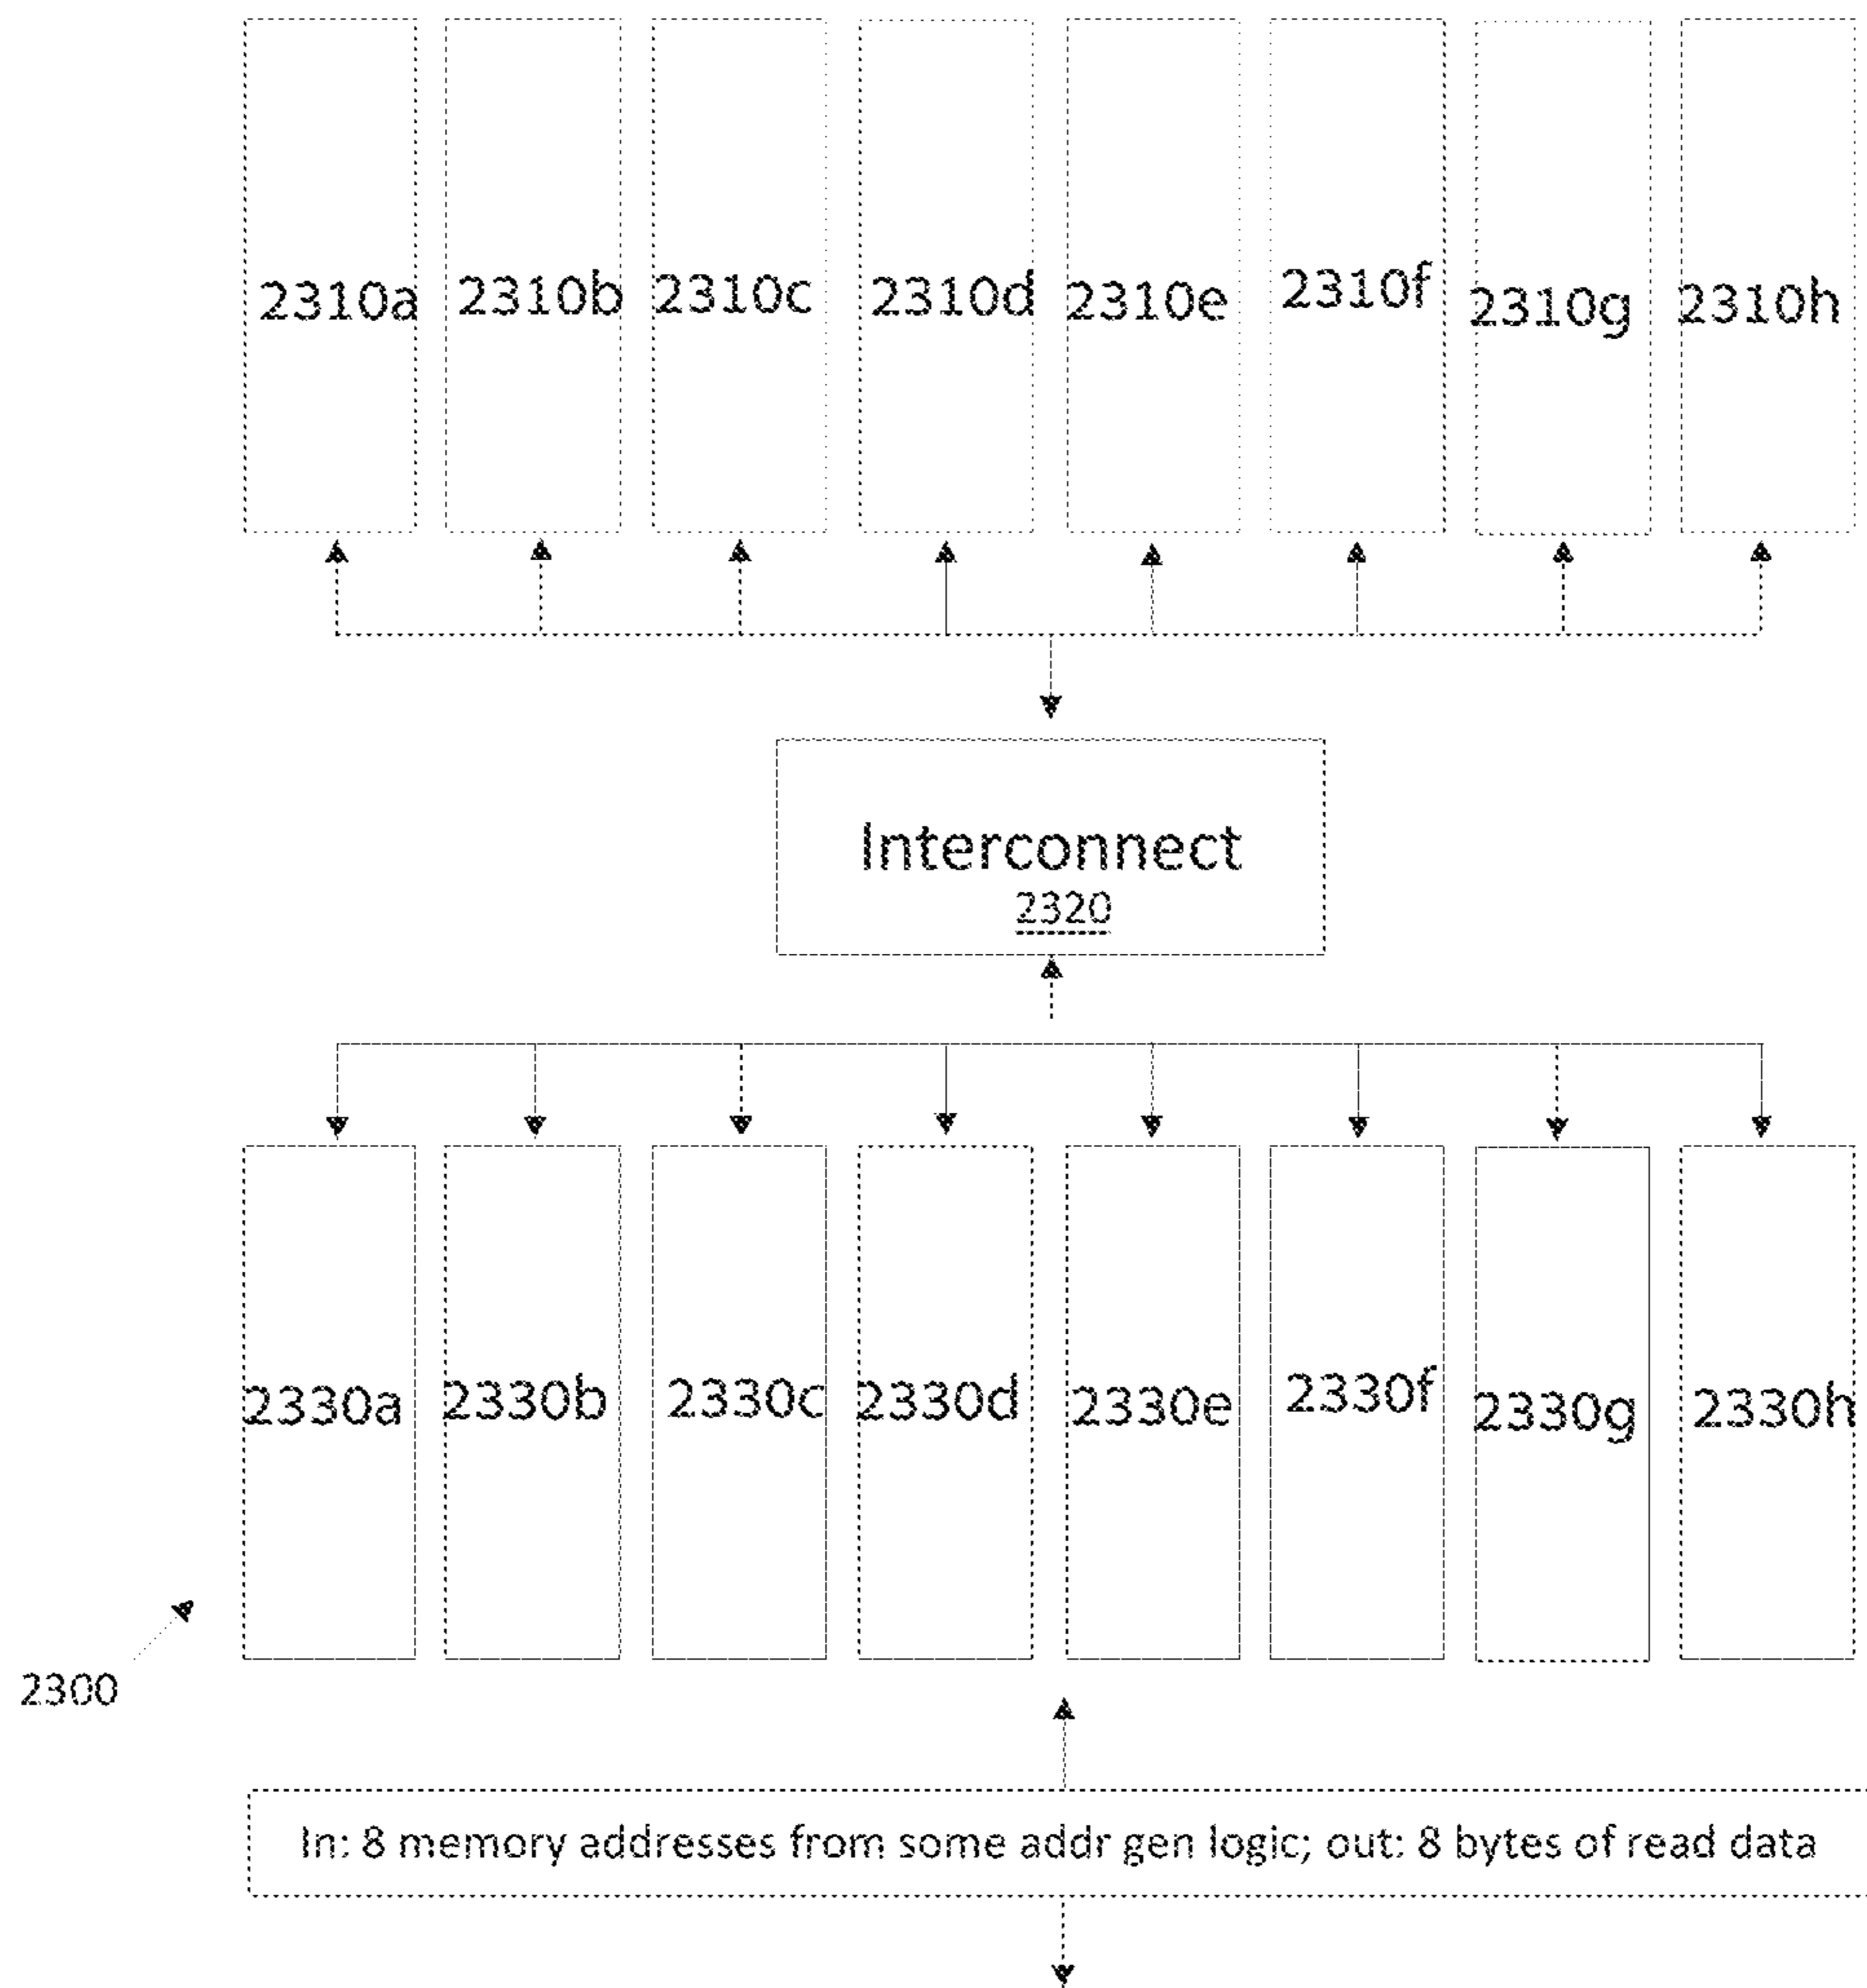 2310a 2310b 2310c 2310d 2310e 2310f 2310g 2310h
Interconnect
2320
2330a 2330b 2330c 2330d 2330e 2330f 2330g 2330h
2300
In: 8 memory addresses from some addr gen logic; out: 8 bytes of read data